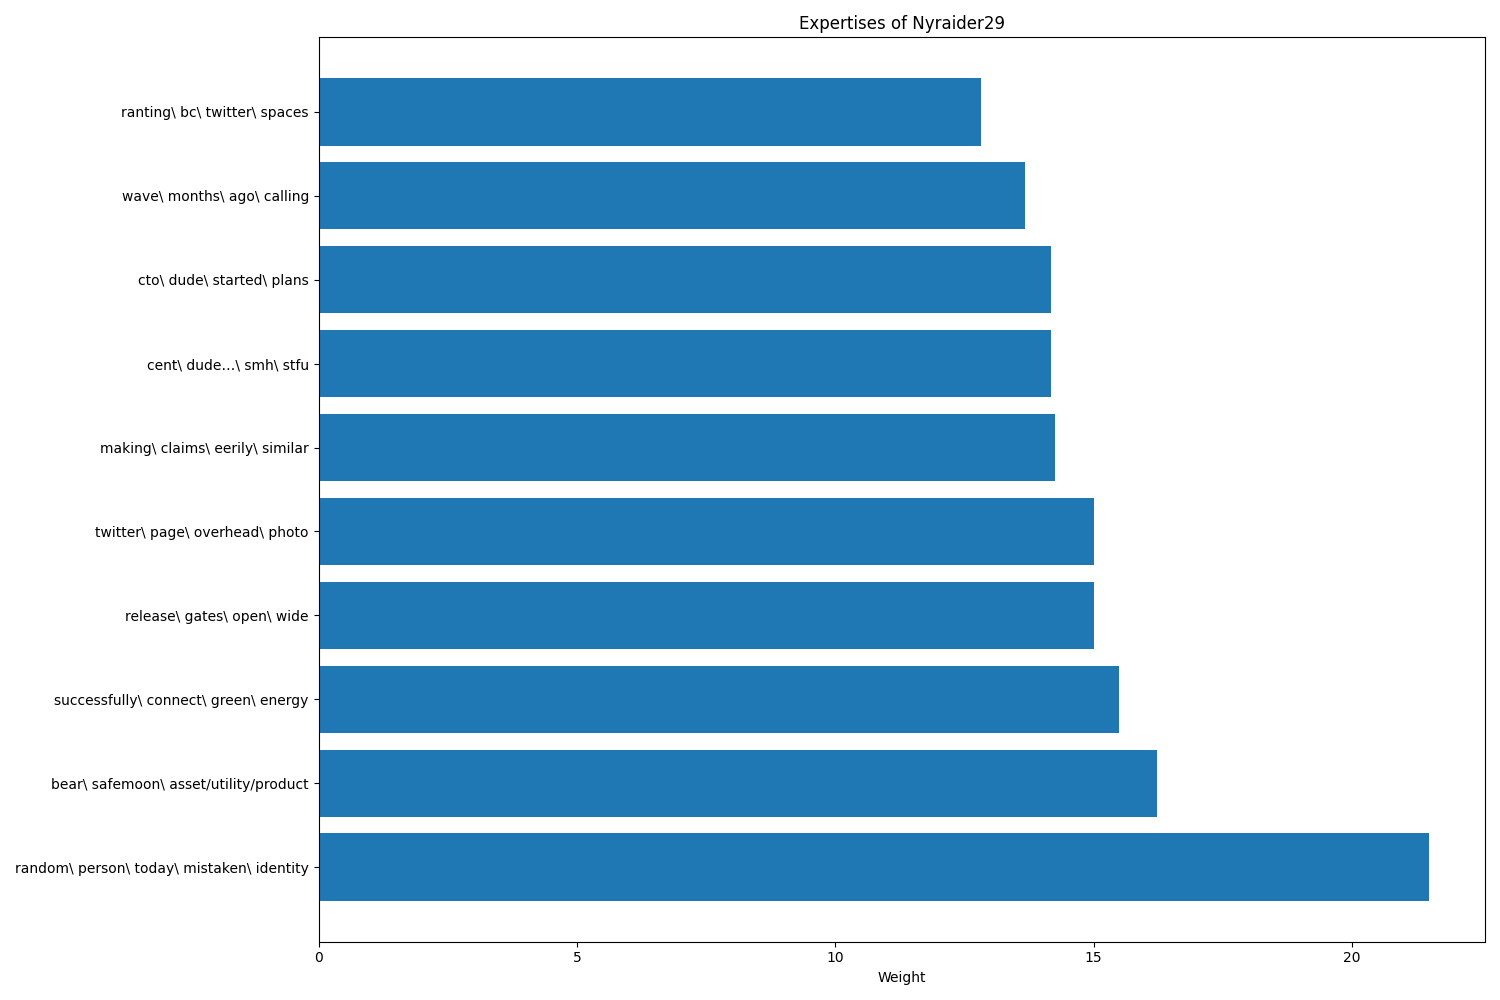 Expertises of Nyraider29
ranting\ bc\ twitter\ spaces
wave\ months\ ago\ calling
cto\ dude\ started\ plans
cent\ dude…\ smh\ stfu
making\ claims\ eerily\ similar
twitter\ page\ overhead\ photo
release\ gates\ open\ wide
successfully\ connect\ green\ energy
bear\ safemoon\ asset/utility/product
random\ person\ today\ mistaken\ identity
0 5 10 15 20
Weight